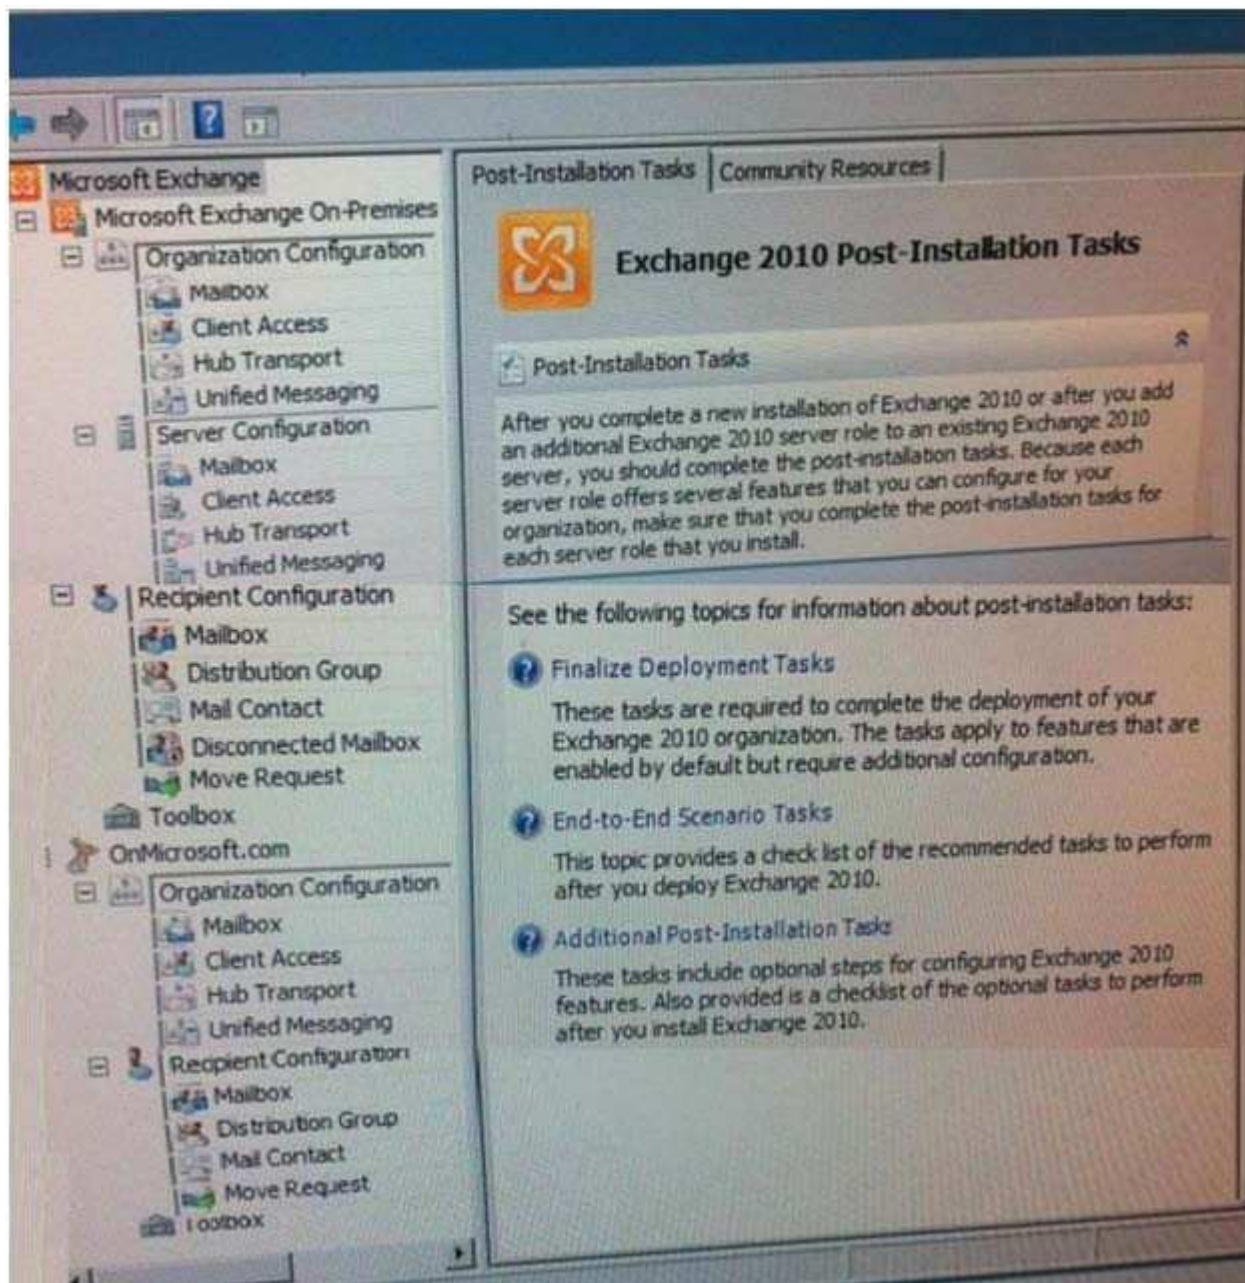 Microsoft Exchange
Microsoft Exchange On-Premises
Organization Configuration
Mailbox
Client Access
Hub Transport
Unified Messaging
Server Configuration
Mailbox
Client Access
Hub Transport
Unified Messaging
Recipient Configuration
Mailbox
Distribution Group
Mail Contact
Disconnected Mailbox
Move Request
Toolbox
OnMicrosoft.com
Organization Configuration
Mailbox
Client Access
Hub Transport
Unified Messaging
Recipient Configuration
Mailbox
Distribution Group
Mail Contact
Move Request
Toolbox
Post-Installation Tasks
Community Resources
Exchange 2010 Post-Installation Tasks
Post-Installation Tasks
After you complete a new installation of Exchange 2010 or after you add
an additional Exchange 2010 server role to an existing Exchange 2010
server, you should complete the post-installation tasks. Because each
server role offers several features that you can configure for your
organization, make sure that you complete the post-installation tasks for
each server role that you install.
See the following topics for information about post-installation tasks:
Finalize Deployment Tasks
These tasks are required to complete the deployment of your
Exchange 2010 organization. The tasks apply to features that are
enabled by default but require additional configuration.
End-to-End Scenario Tasks
This topic provides a check list of the recommended tasks to perform
after you deploy Exchange 2010.
Additional Post-Installation Tasks
These tasks include optional steps for configuring Exchange 2010
features. Also provided is a checklist of the optional tasks to perform
after you install Exchange 2010.